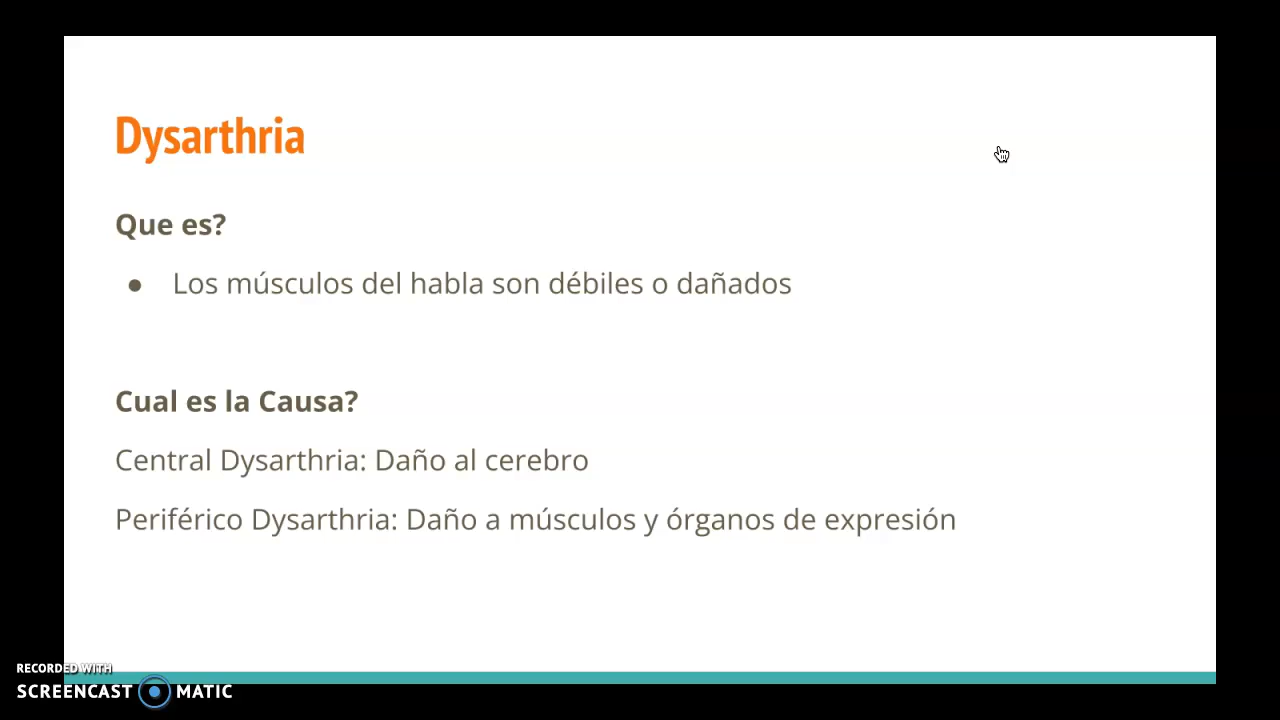 Dysarthria
Que es?
● Los músculos del habla son débiles o dañados
Cual es la Causa?
Central Dysarthria: Daño al cerebro
Periférico Dysarthria: Daño a músculos y órganos de expresión
RECORDED WITH
SCREENCAST MATIC